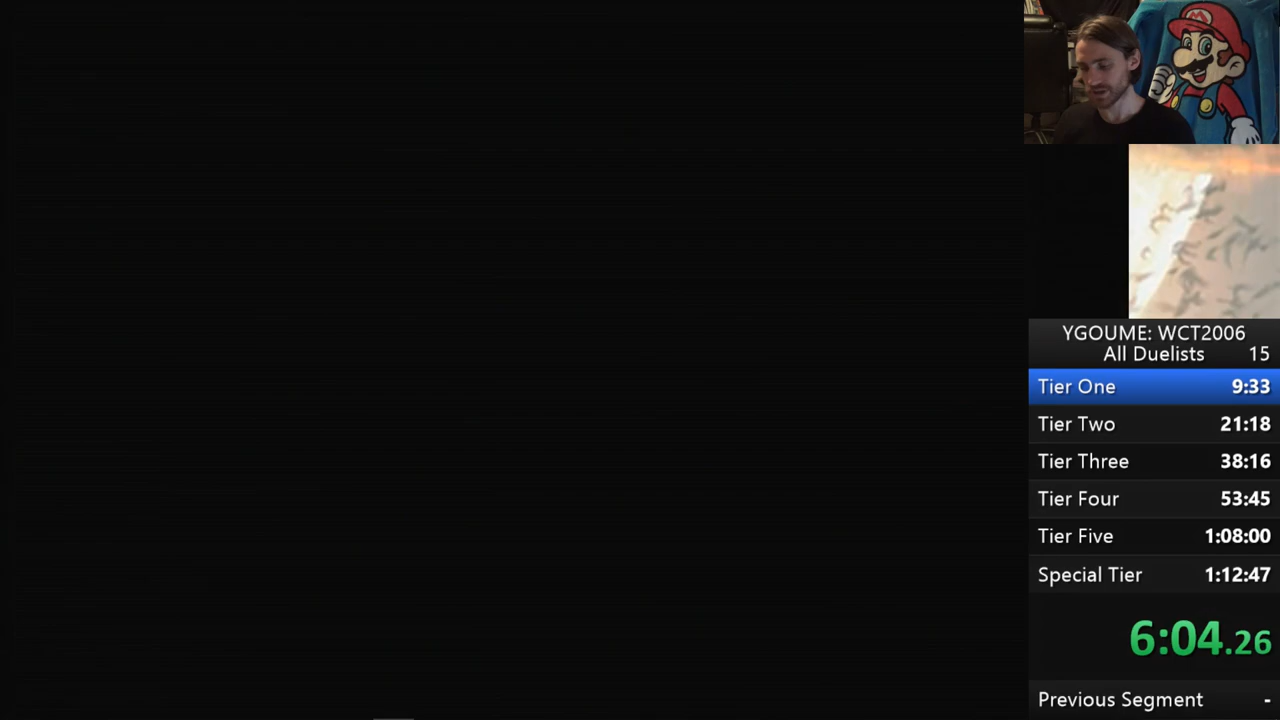 YGOUME: WCT2006
All Duelists 15
Tier One 9:33
Tier Two 21:18
Tier Three 38:16
Tier Four 53:45
Tier Five 1:08:00
Special Tier 1:12:47
6:04.26
Previous Segment -